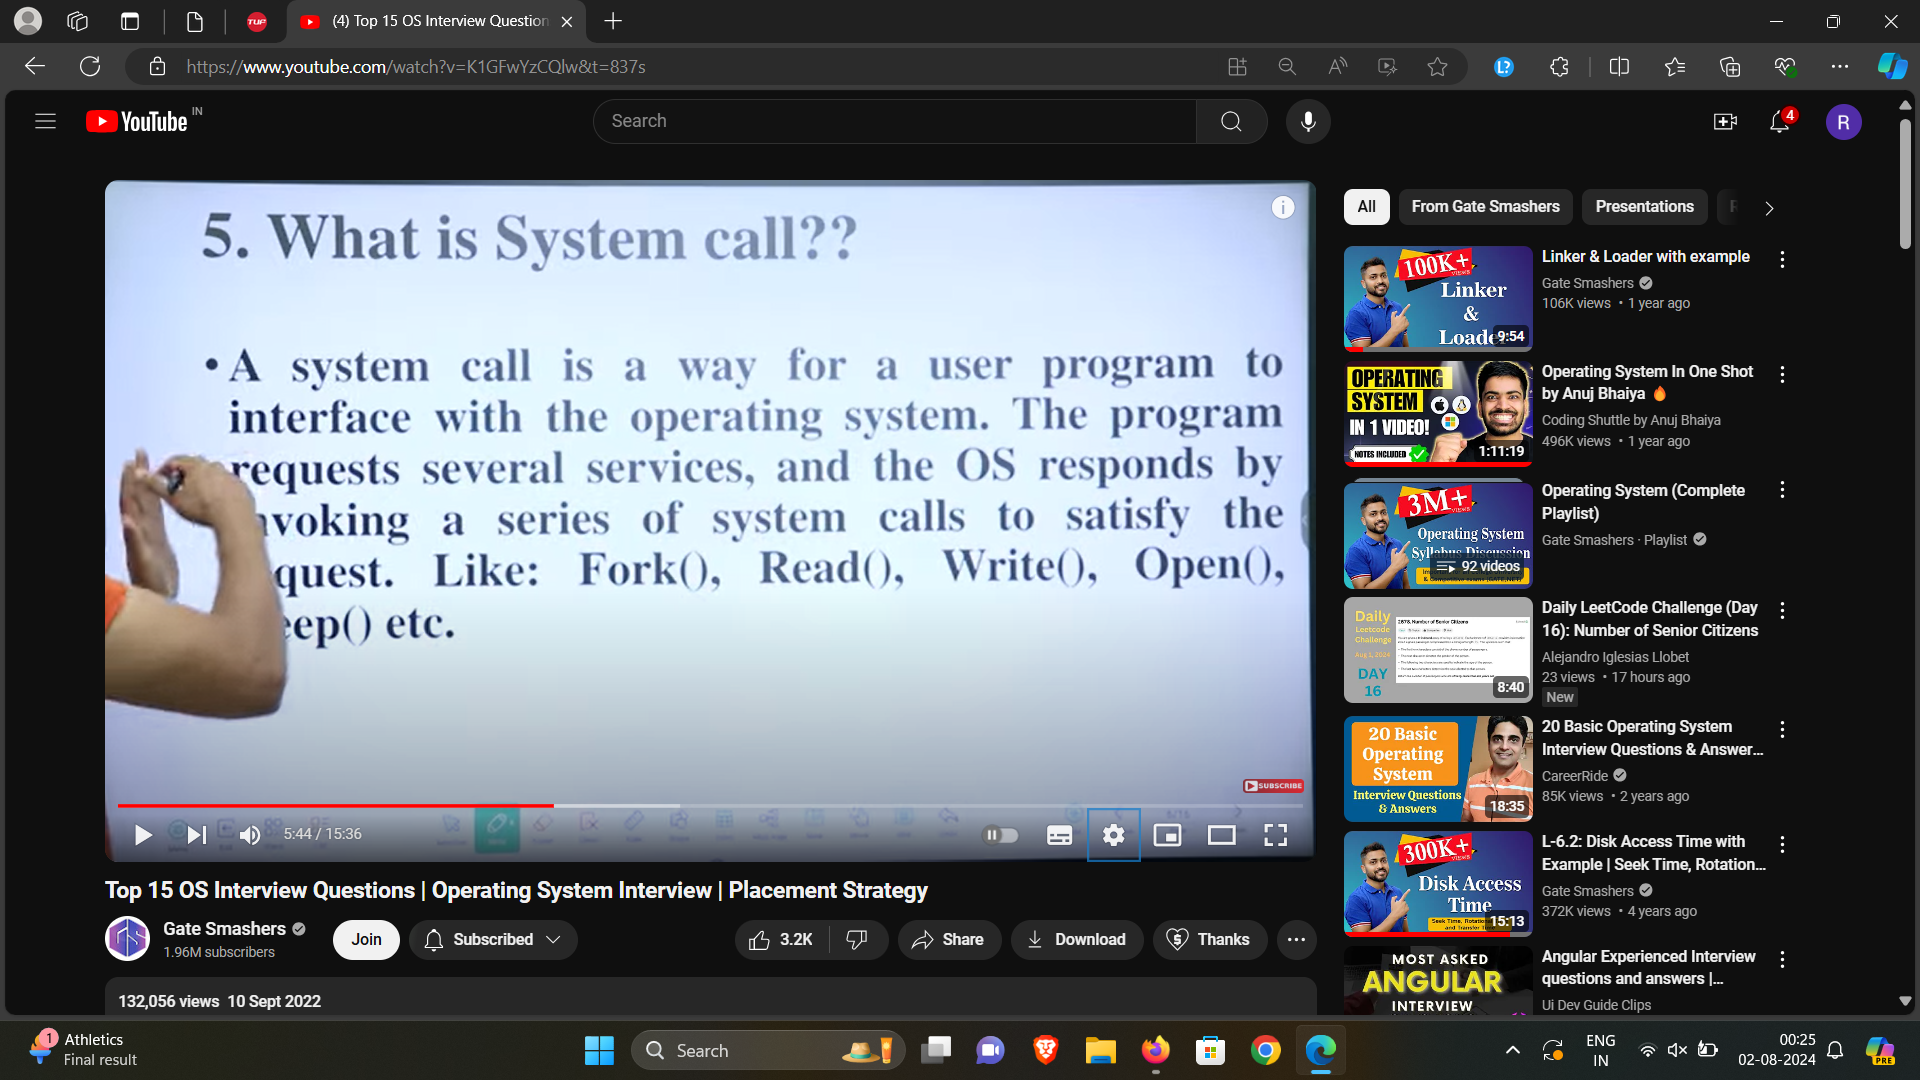 (4) Top 15 OS Interview Question
https://www.youtube.com/watch?v=K1GFwYzCQlw&t=837s
YouTube IN
Search
4
R
5. What is System call??
• A system call is a way for a user program to
interface with the operating system. The program
requests several services, and the OS responds by
nvoking a series of system calls to satisfy the
quest. Like: Fork(), Read(), Write(), Open(),
eep() etc.
SUBSCRIBE
5:44 / 15:36
Top 15 OS Interview Questions | Operating System Interview | Placement Strategy
Gate Smashers
1.96M subscribers
Join
Subscribed
3.2K
Share
Download
Thanks
132,056 views 10 Sept 2022
All
From Gate Smashers
Presentations
100K+
VIEWS
Linker
&
Loade
9:54
Linker & Loader with example
Gate Smashers
106K views • 1 year ago
OPERATING
SYSTEM
IN 1 VIDEO!
NOTES INCLUDED
1:11:19
Operating System In One Shot
by Anuj Bhaiya 🔥
Coding Shuttle by Anuj Bhaiya
496K views • 1 year ago
3M+
VIEWS
Operating System
Syllabus Discussion
92 videos
Operating System (Complete
Playlist)
Gate Smashers · Playlist
Daily
Leetcode
Challenge
Aug 1, 2024
DAY
16
2678. Number of Senior Citizens
8:40
Daily LeetCode Challenge (Day
16): Number of Senior Citizens
Alejandro Iglesias Llobet
23 views • 17 hours ago
New
20 Basic
Operating
System
Interview Questions
& Answers
18:35
20 Basic Operating System
Interview Questions & Answer...
CareerRide
85K views • 2 years ago
300K+
VIEWS
Disk Access
Time
15:13
L-6.2: Disk Access Time with
Example | Seek Time, Rotation...
Gate Smashers
372K views • 4 years ago
MOST ASKED
ANGULAR
INTERVIEW
Angular Experienced Interview
questions and answers |...
Ui Dev Guide Clips
1
Athletics
Final result
Search
ENG
IN
00:25
02-08-2024
PRE